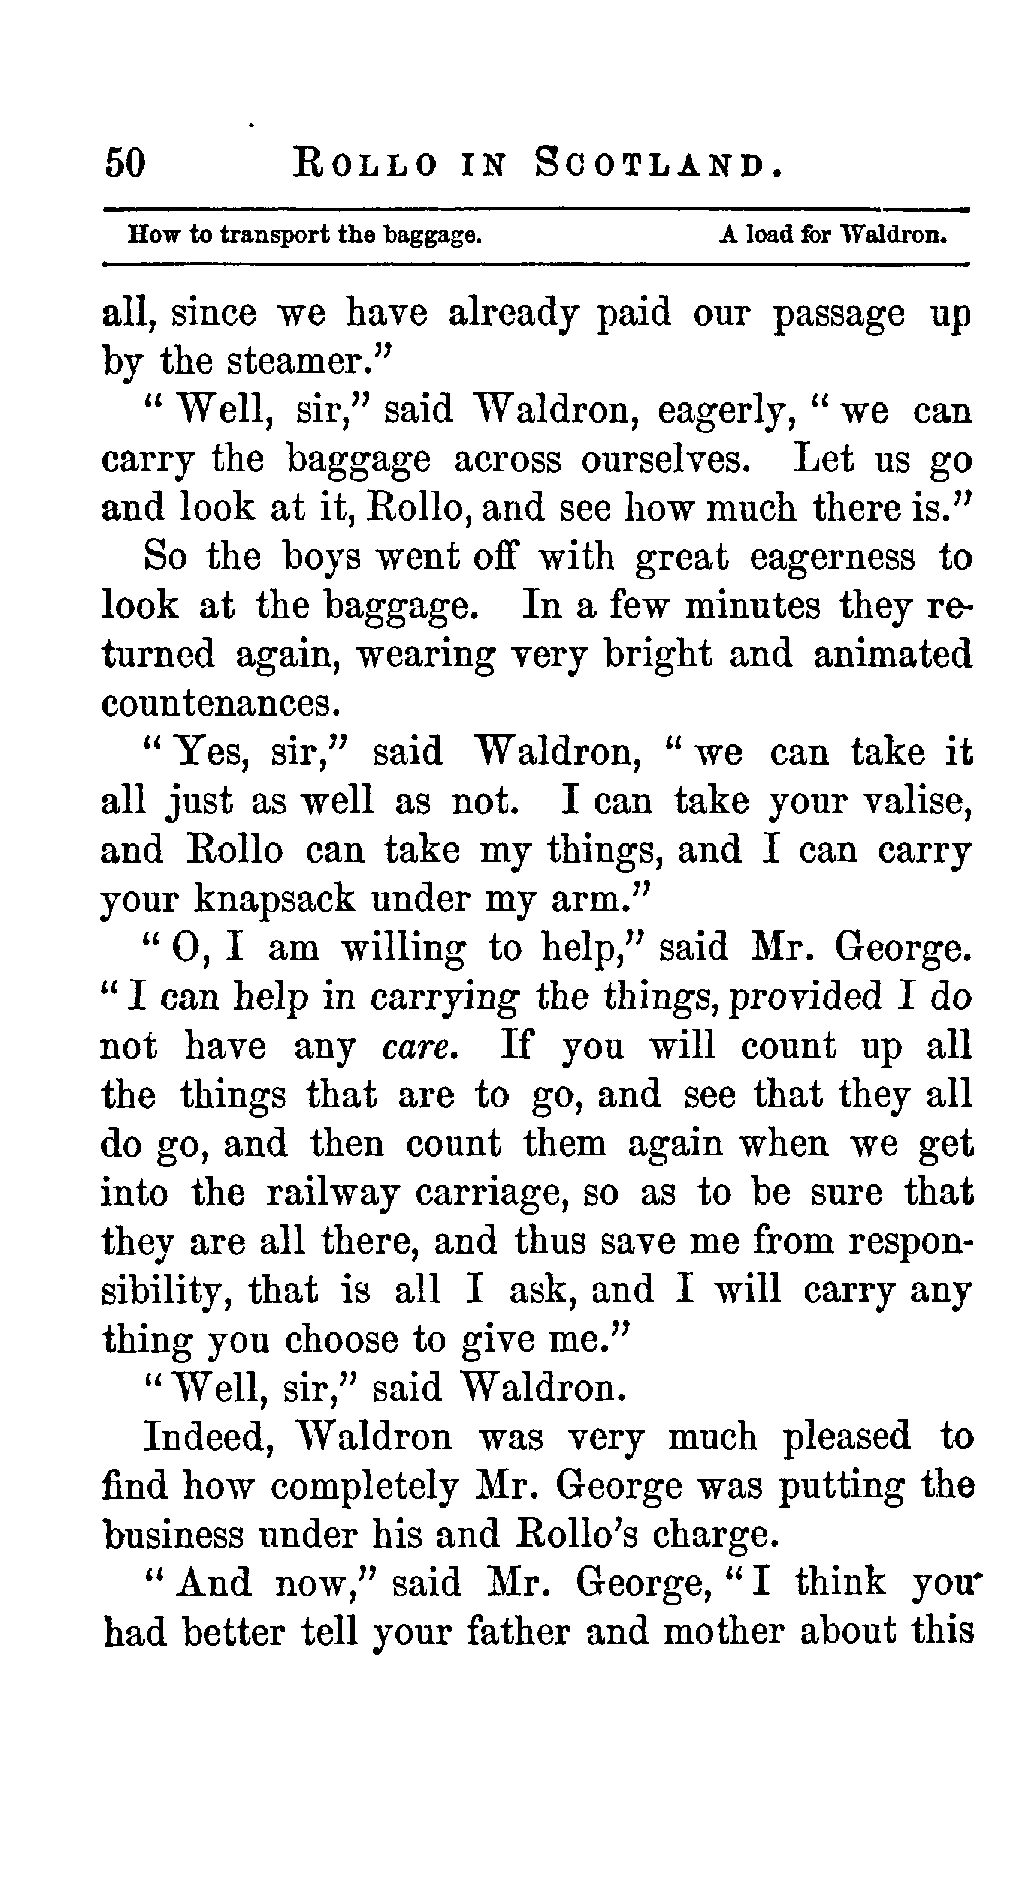 50 ROLLO IN SCOTLAND.
How to transport the baggage. A load for Waldron.
all, since we have already paid our passage up
by the steamer."
"Well, sir," said Waldron, eagerly, "we can
carry the baggage across ourselves. Let us go
and look at it, Rollo, and see how much there is."
So the boys went off with great eagerness to
look at the baggage. In a few minutes they re-
turned again, wearing very bright and animated
countenances.
"Yes, sir," said Waldron, "we can take it
all just as well as not. I can take your valise,
and Rollo can take my things, and I can carry
your knapsack under my arm."
"O, I am willing to help," said Mr. George.
"I can help in carrying the things, provided I do
not have any care. If you will count up all
the things that are to go, and see that they all
do go, and then count them again when we get
into the railway carriage, so as to be sure that
they are all there, and thus save me from respon-
sibility, that is all I ask, and I will carry any
thing you choose to give me."
"Well, sir," said Waldron.
Indeed, Waldron was very much pleased to
find how completely Mr. George was putting the
business under his and Rollo's charge.
"And now," said Mr. George, "I think you
had better tell your father and mother about this